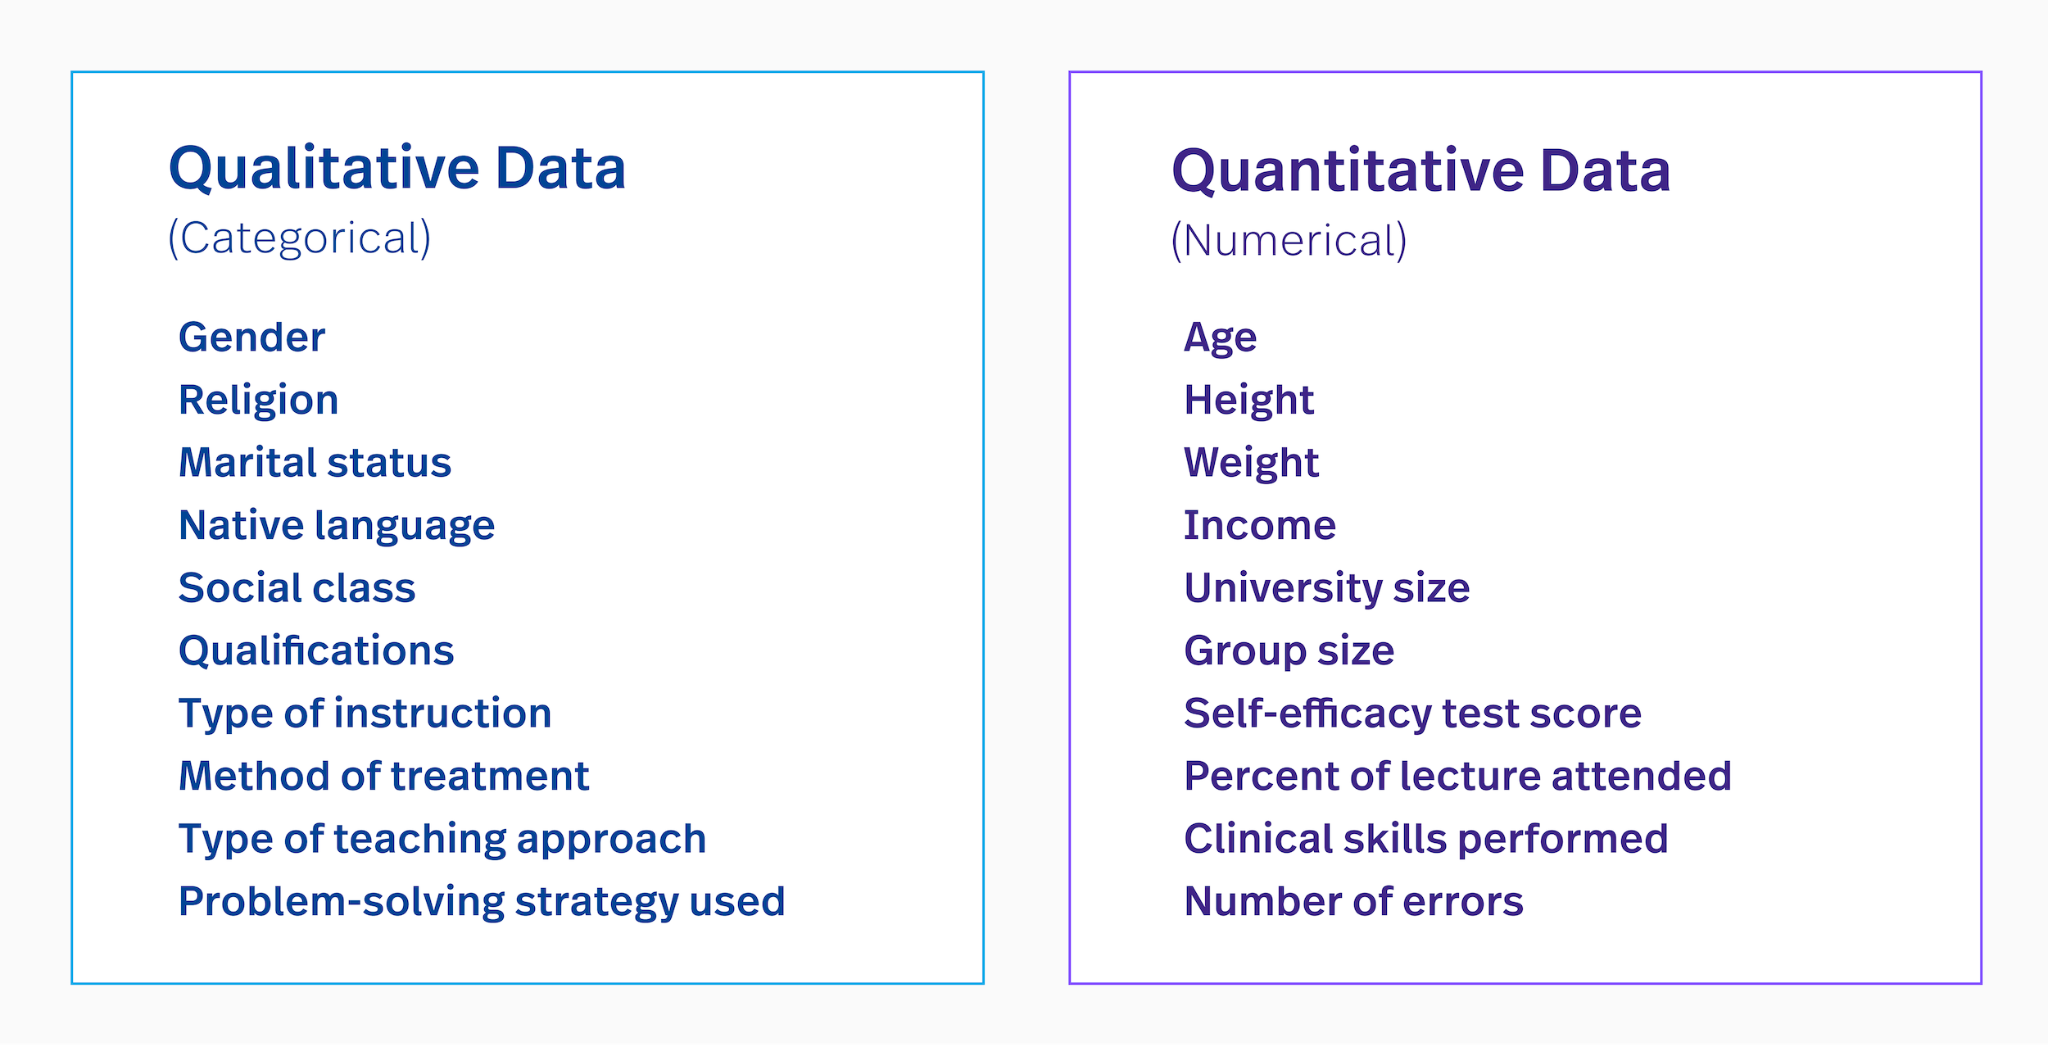 Qualitative Data
(Categorical)
Gender
Religion
Marital status
Native language
Social class
Qualifications
Type of instruction
Method of treatment
Type of teaching approach
Problem-solving strategy used
Quantitative Data
(Numerical)
Age
Height
Weight
Income
University size
Group size
Self-efficacy test score
Percent of lecture attended
Clinical skills performed
Number of errors